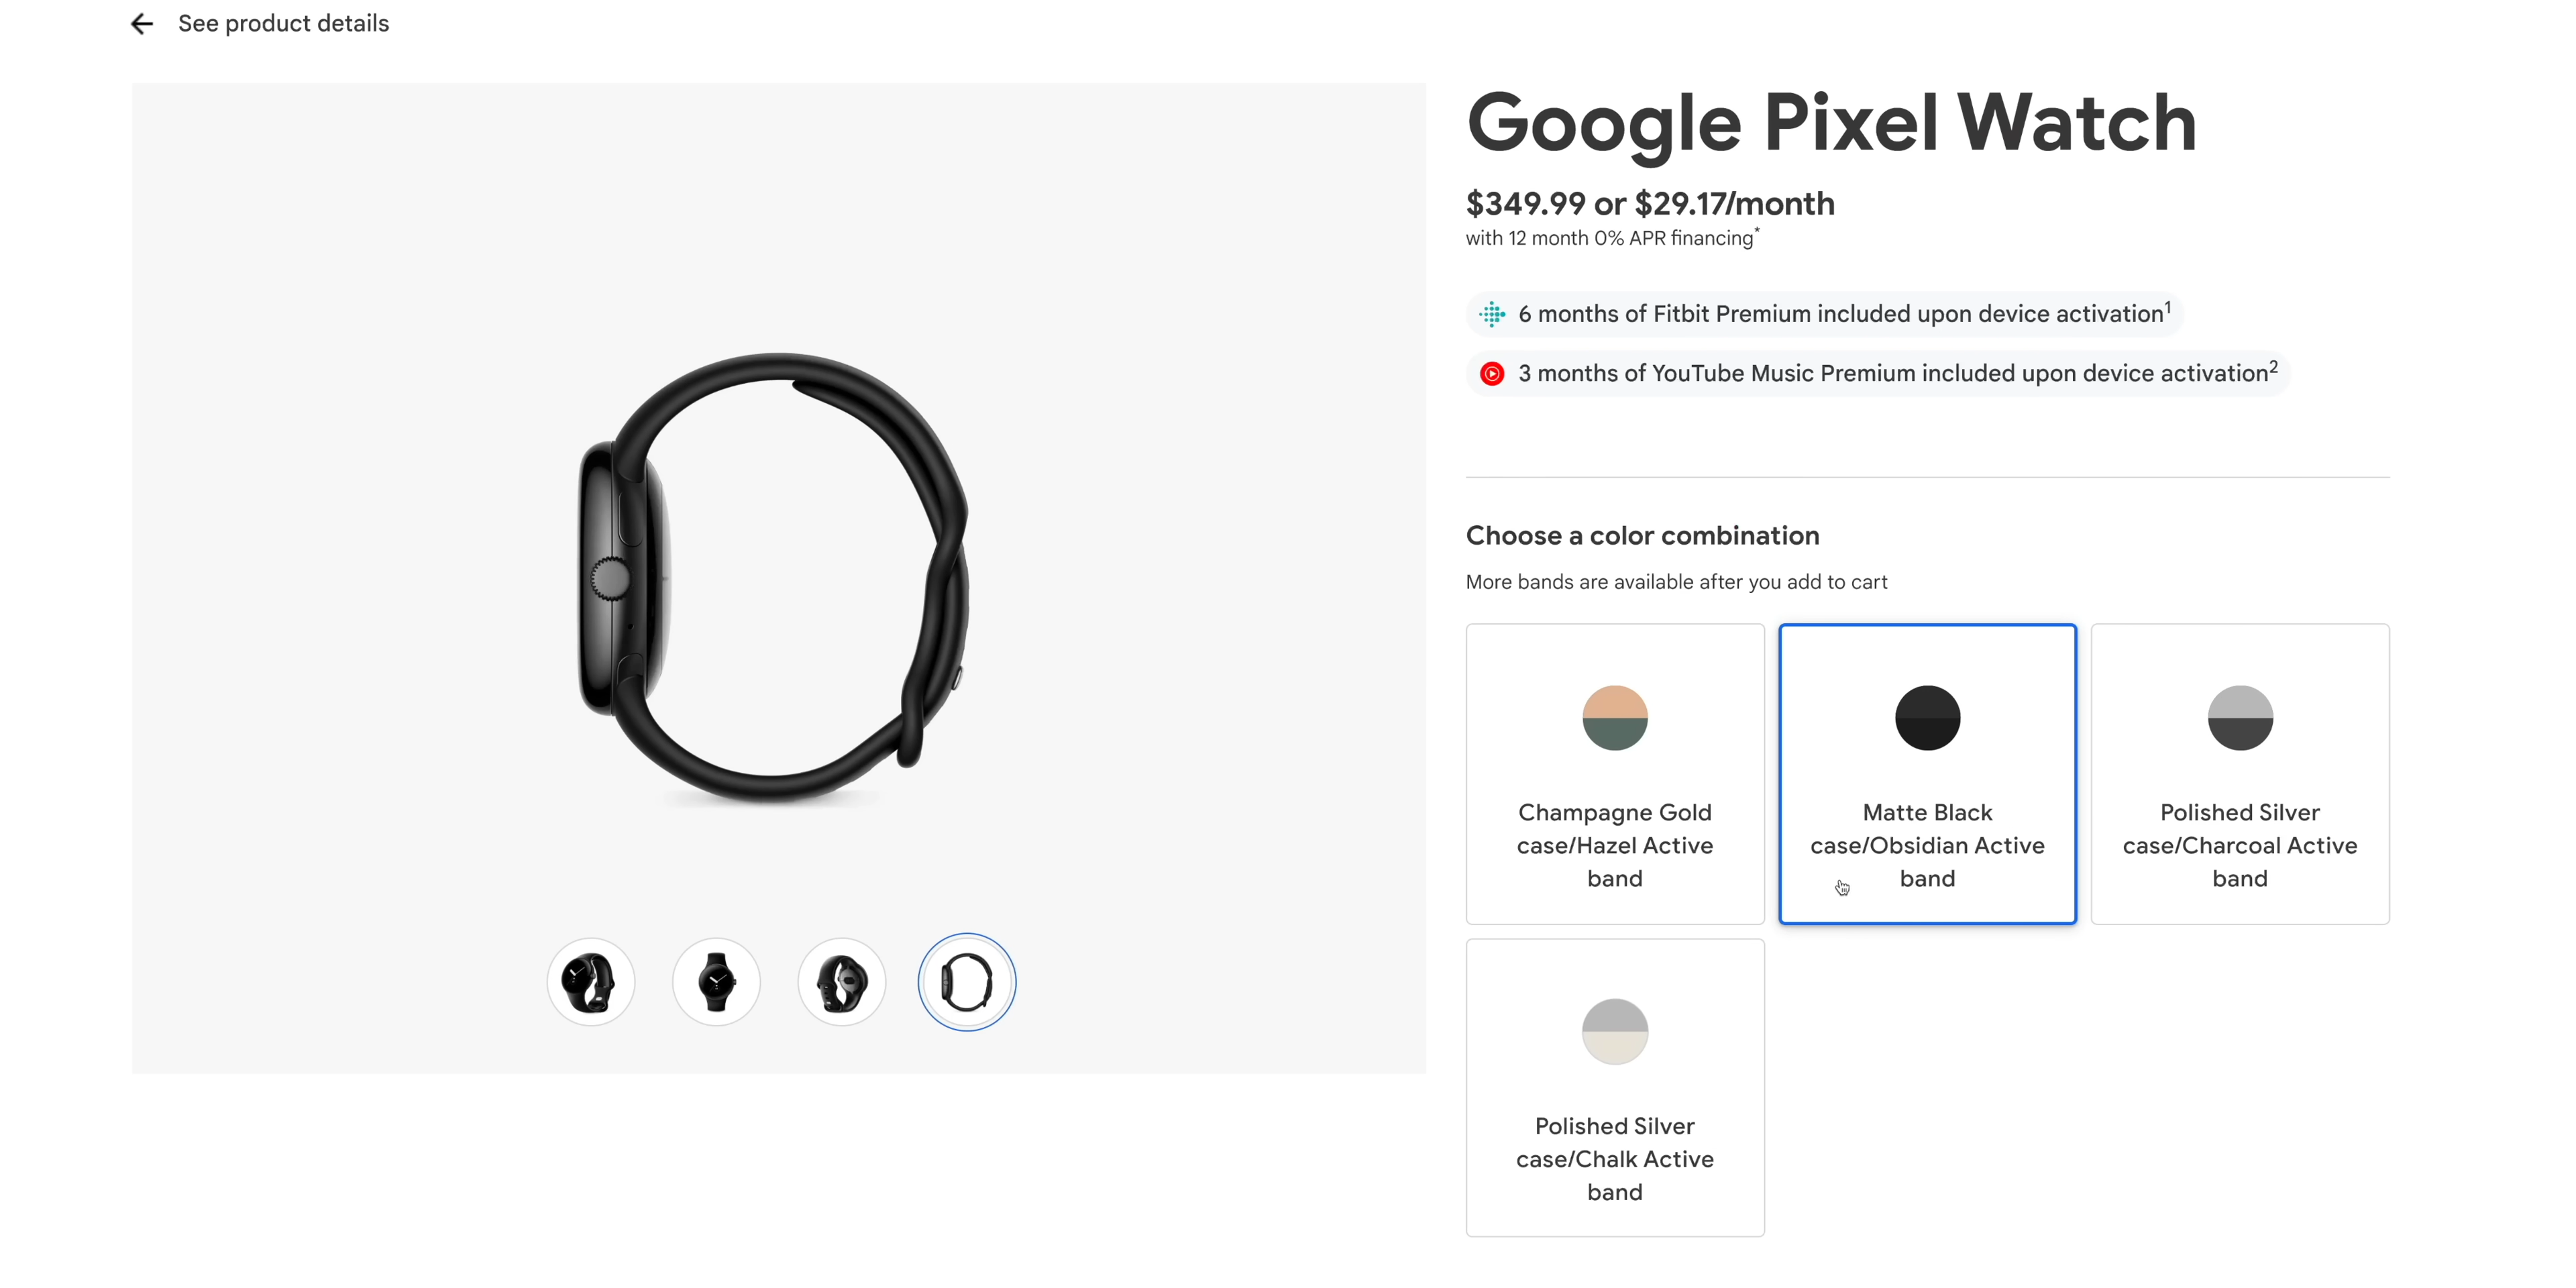 See product details
Google Pixel Watch
$349.99 or $29.17/month
with 12 month 0% APR financing*
6 months of Fitbit Premium included upon device activation1
3 months of YouTube Music Premium included upon device activation2
Choose a color combination
More bands are available after you add to cart
Champagne Gold
case/Hazel Active
band
Matte Black
case/Obsidian Active
band
Polished Silver
case/Charcoal Active
band
Polished Silver
case/Chalk Active
band